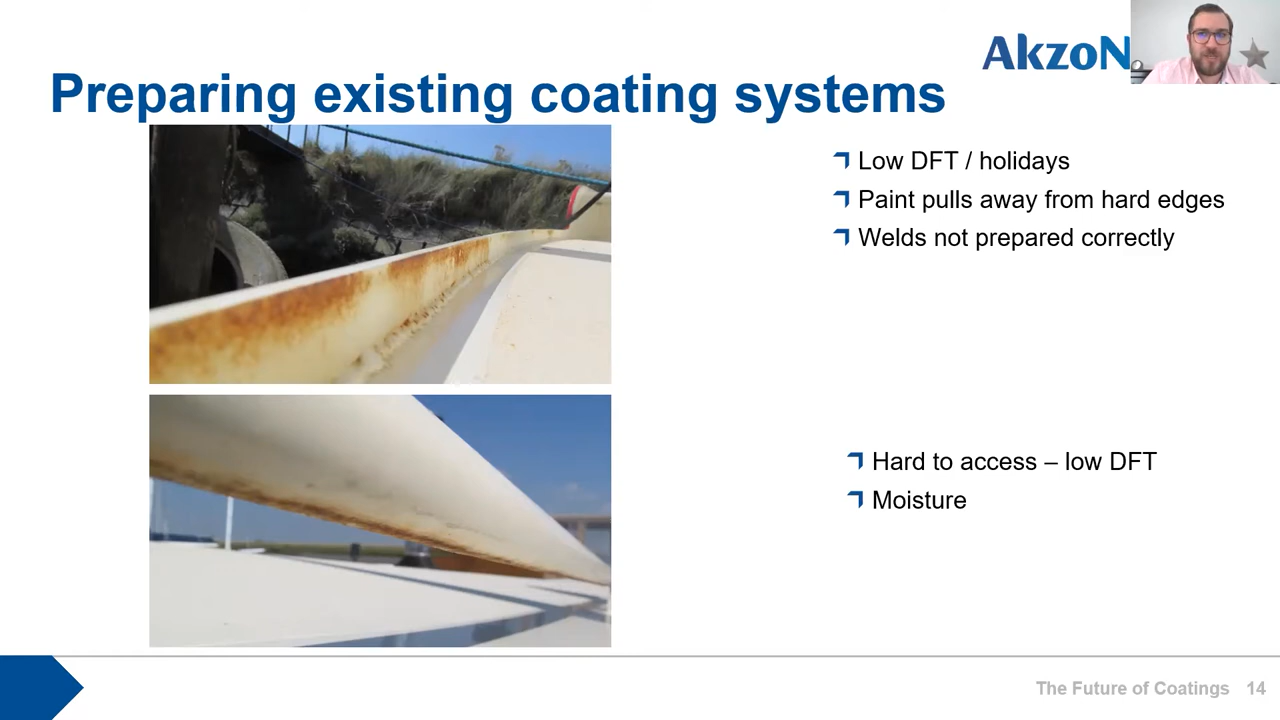 AkzoN
Preparing existing coating systems
Low DFT / holidays
Paint pulls away from hard edges
Welds not prepared correctly
Hard to access – low DFT
Moisture
The Future of Coatings 14